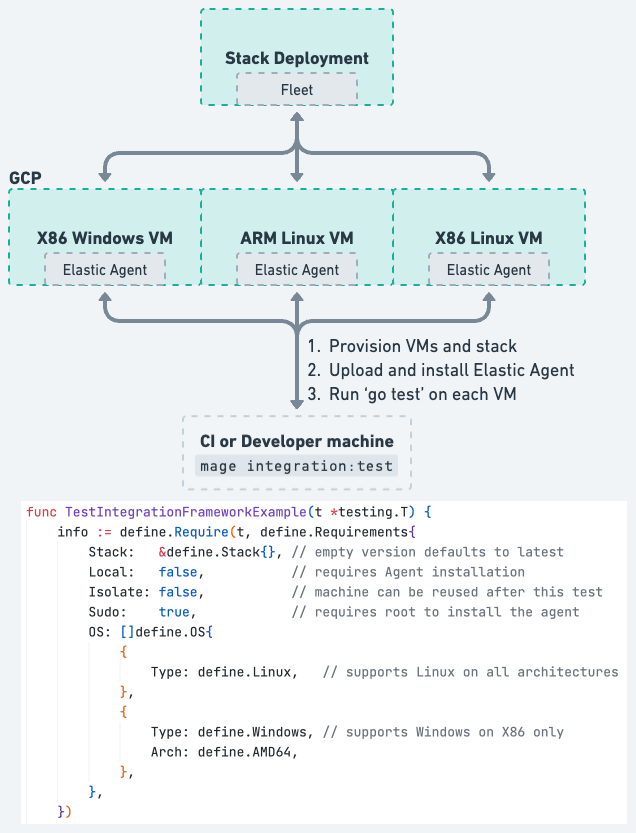 Stack Deployment
Fleet
GCP
X86 Windows VM
Elastic Agent
ARM Linux VM
Elastic Agent
X86 Linux VM
Elastic Agent
1. Provision VMs and stack
2. Upload and install Elastic Agent
3. Run ‘go test’ on each VM
CI or Developer machine
mage integration:test
func TestIntegrationFrameworkExample(t *testing.T) {
    info := define.Require(t, define.Requirements{
        Stack:   &define.Stack{}, // empty version defaults to latest
        Local:   false,           // requires Agent installation
        Isolate: false,           // machine can be reused after this test
        Sudo:    true,            // requires root to install the agent
        OS: []define.OS{
            {
                Type: define.Linux,   // supports Linux on all architectures
            },
            {
                Type: define.Windows, // supports Windows on X86 only
                Arch: define.AMD64,
            },
        },
    })